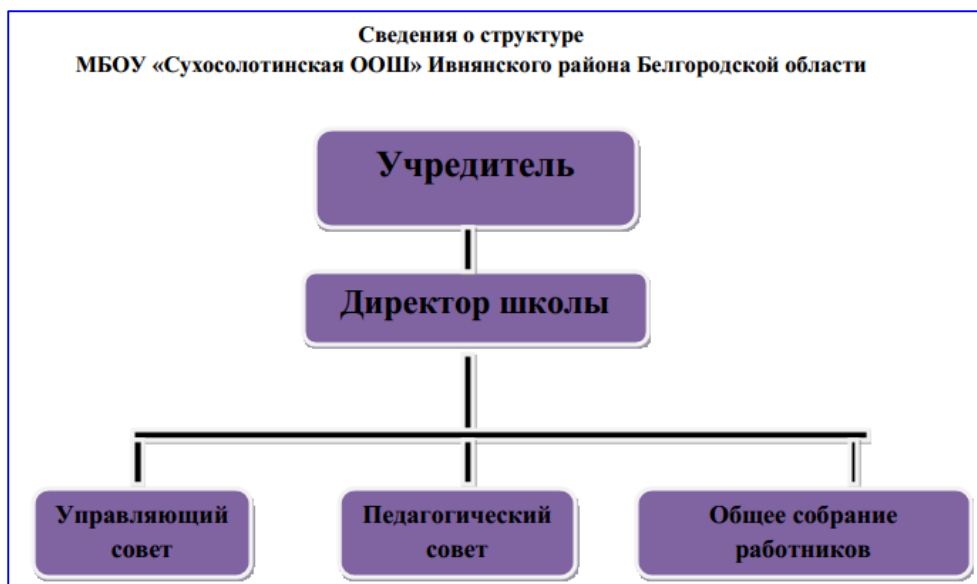 Сведения о структуре
МБОУ «Сухосолотинская ООШ» Ивнянского района Белгородской области
Учредитель
Директор школы
Управляющий
совет
Педагогический
совет
Общее собрание
работников